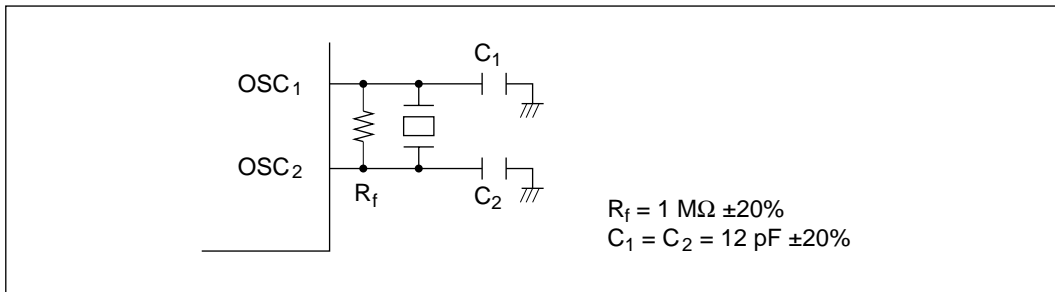 C1
OSC1
OSC2
Rf
C2
Rf = 1 MΩ ±20%
C1 = C2 = 12 pF ±20%